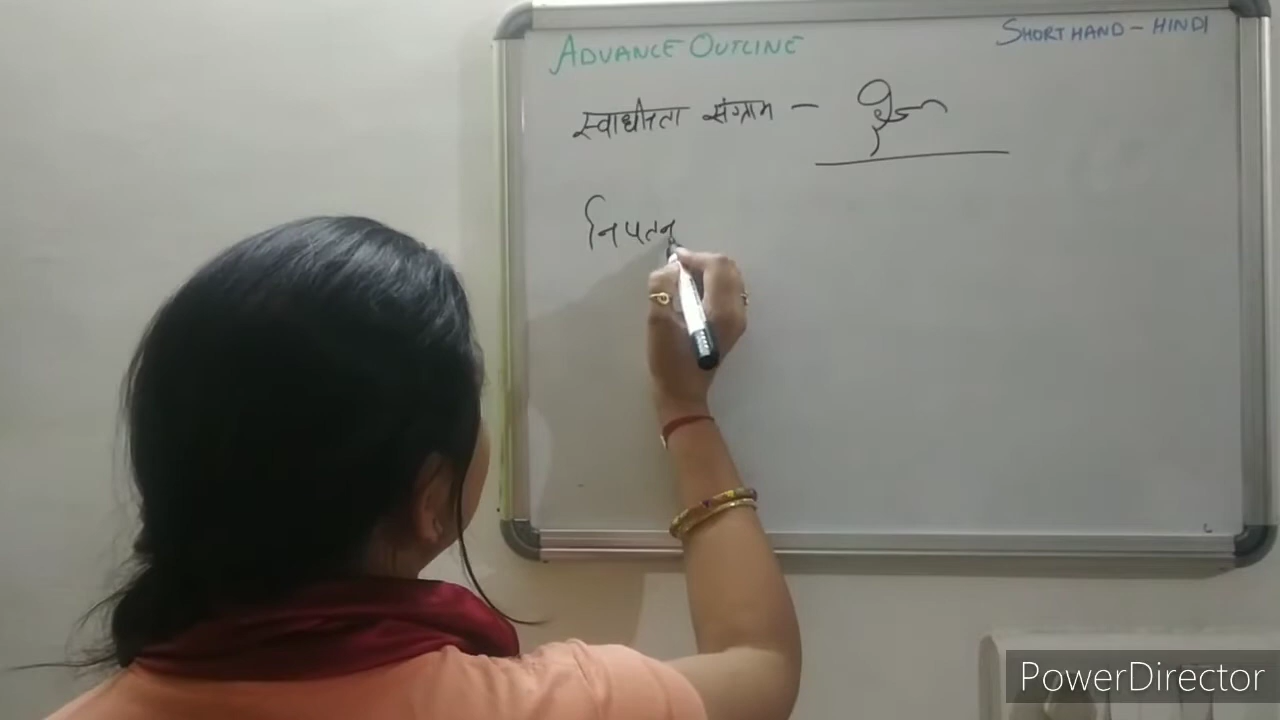 ADVANCE OUTLINE
SHORTHAND - HINDI
स्वाधीनता संग्राम -
निपतन
PowerDirector